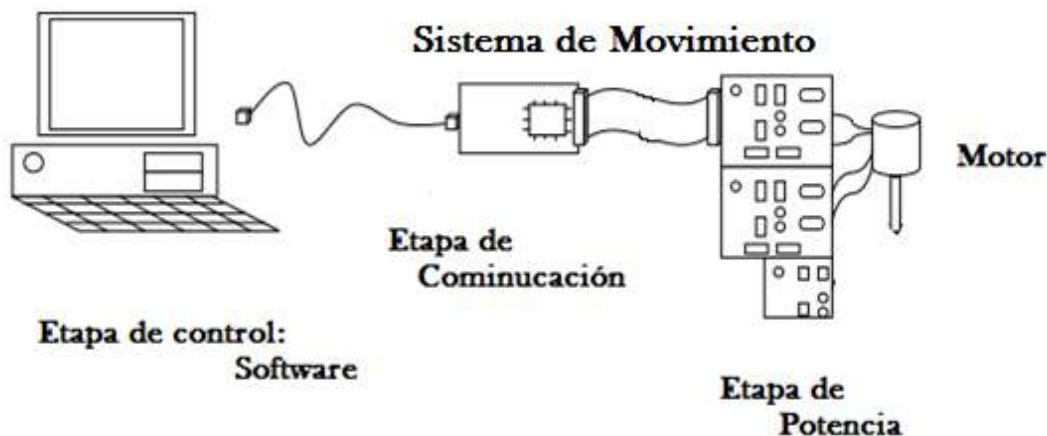 Sistema de Movimiento
Motor
Etapa de
Cominucación
Etapa de control:
Software
Etapa de
Potencia